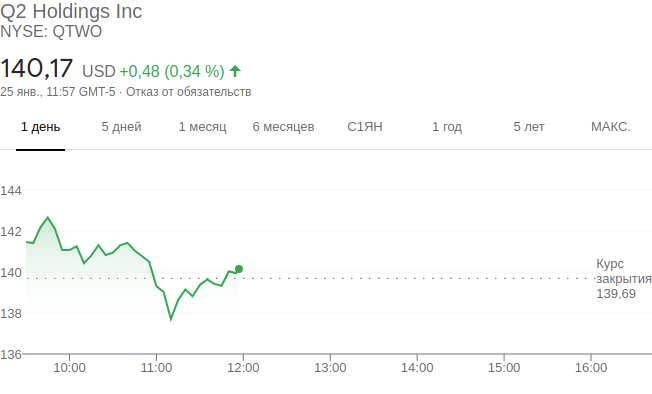 Q2 Holdings Inc
NYSE: QTWO
140,17 USD +0,48 (0,34 %)
25 янв., 11:57 GMT-5 · Отказ от обязательств
1 день 5 дней 1 месяц 6 месяцев С1ЯН 1 год 5 лет МАКС.
144
142
140
138
136
Курс
закрытия
139,69
10:00 11:00 12:00 13:00 14:00 15:00 16:00